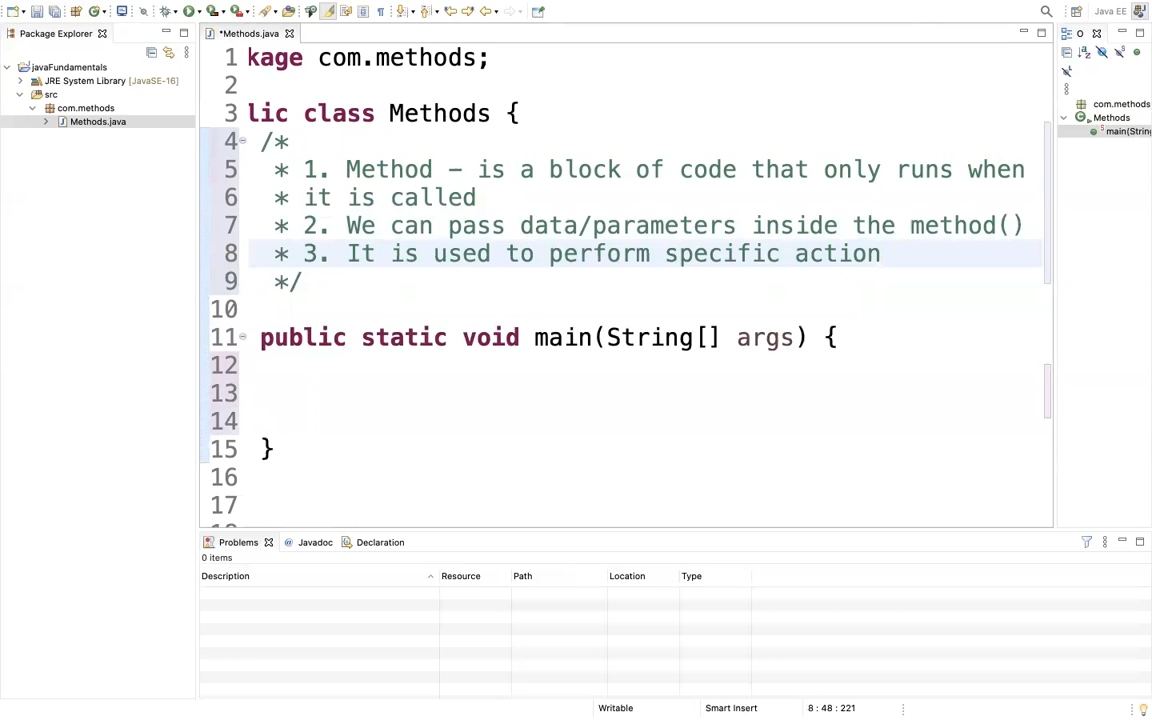 Java EE
Package Explorer
*Methods.java
javaFundamentals
JRE System Library [JavaSE-16]
src
com.methods
Methods.java
1 kage com.methods;
2
3 lic class Methods {
4 /*
5 * 1. Method – is a block of code that only runs when
6 * it is called
7 * 2. We can pass data/parameters inside the method()
8 * 3. It is used to perform specific action
9 */
10
11 public static void main(String[] args) {
12
13
14
15 }
16
17
O
com.methods
Methods
main(String
Problems
Javadoc
Declaration
0 items
Description Resource Path Location Type
Writable Smart Insert 8 : 48 : 221